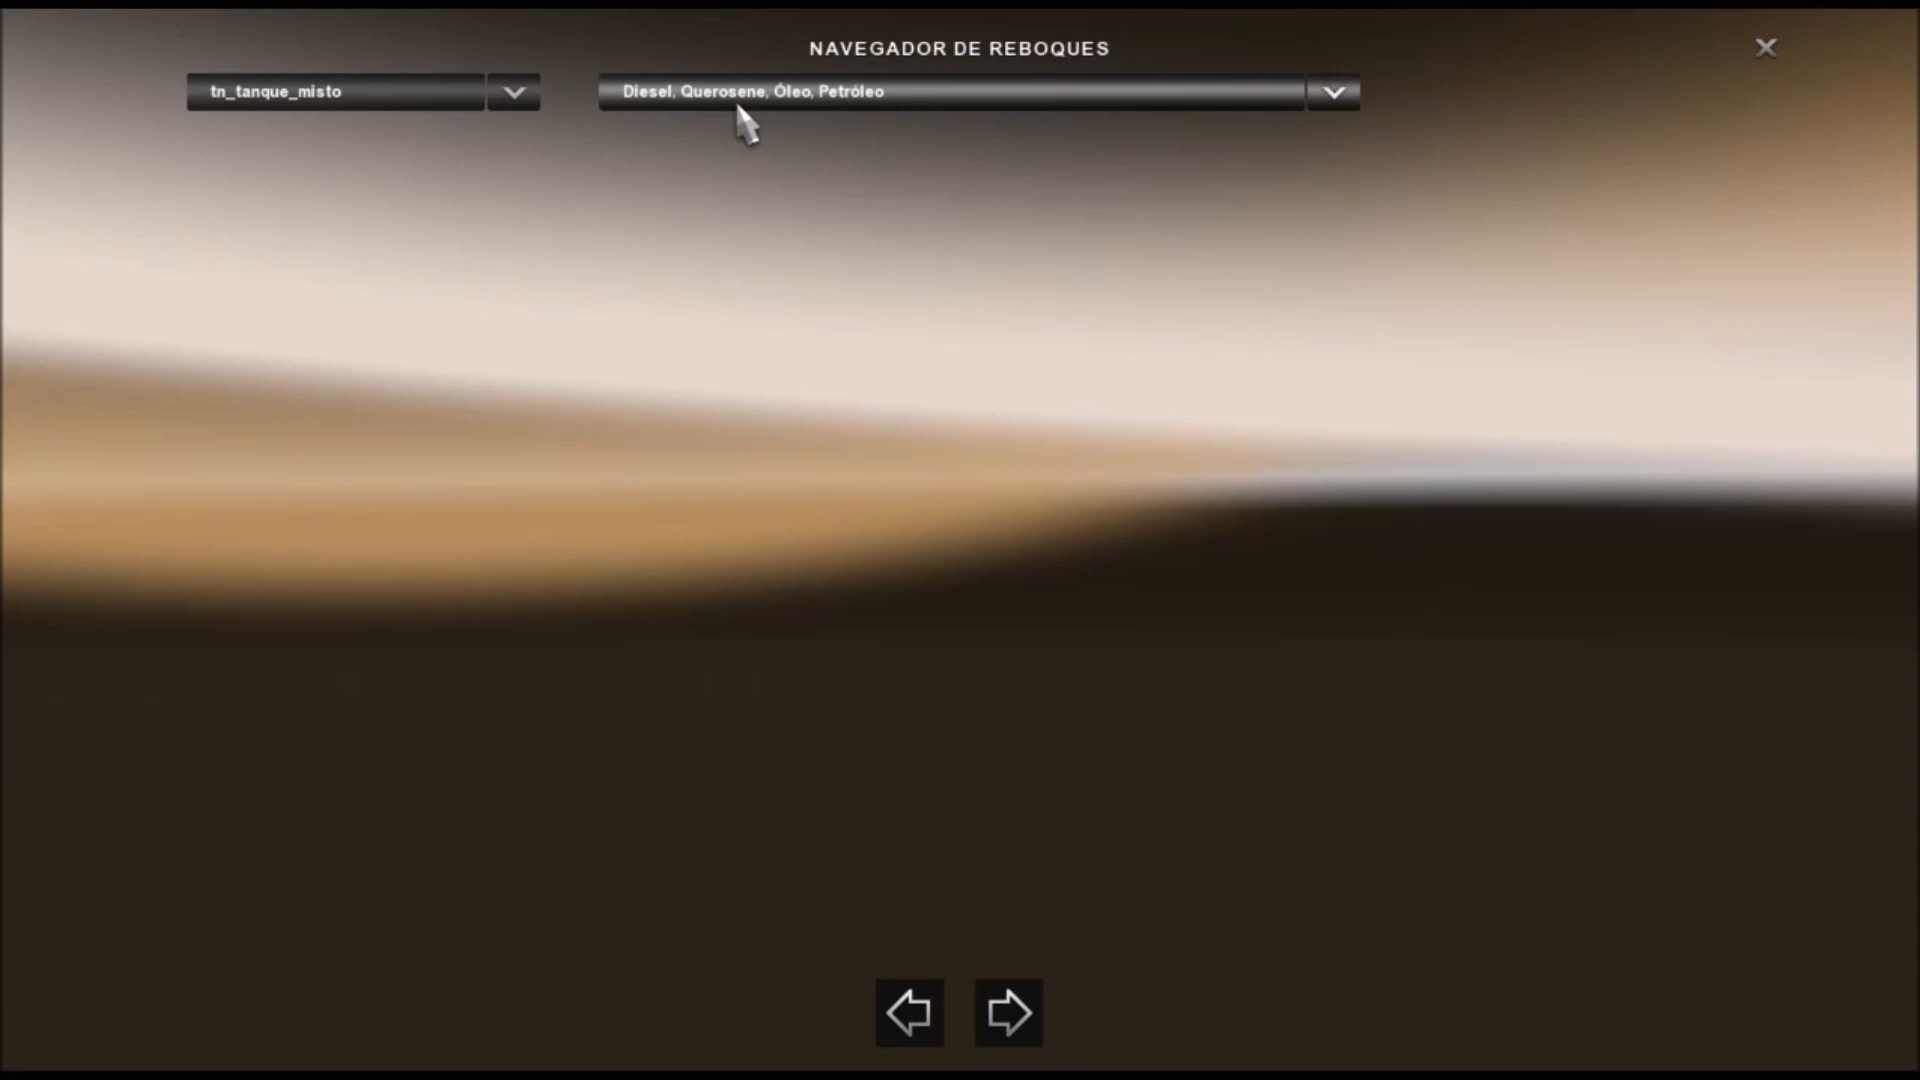 NAVEGADOR DE REBOQUES
tn_tanque_misto
Diesel, Querosene, Óleo, Petróleo